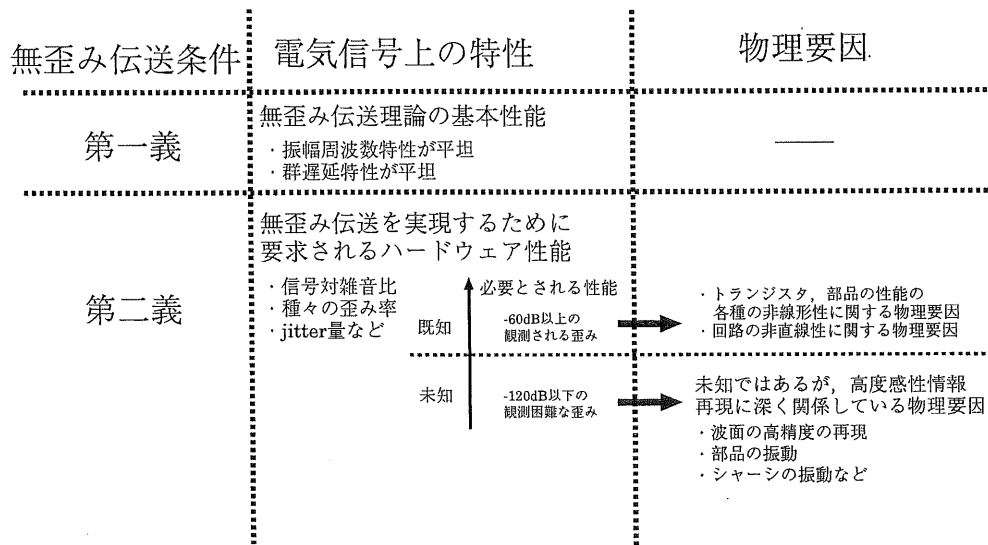 無歪み伝送条件
電気信号上の特性
物理要因
第一義
無歪み伝送理論の基本性能
・振幅周波数特性が平坦
・群遅延特性が平坦
第二義
無歪み伝送を実現するために
要求されるハードウェア性能
・信号対雑音比
・種々の歪み率
・jitter量など
必要とされる性能
既知
-60dB以上の
観測される歪み
・トランジスタ，部品の性能の
各種の非線形性に関する物理要因
・回路の非直線性に関する物理要因
未知
-120dB以下の
観測困難な歪み
未知ではあるが，高度感性情報
再現に深く関係している物理要因
・波面の高精度の再現
・部品の振動
・シャーシの振動など